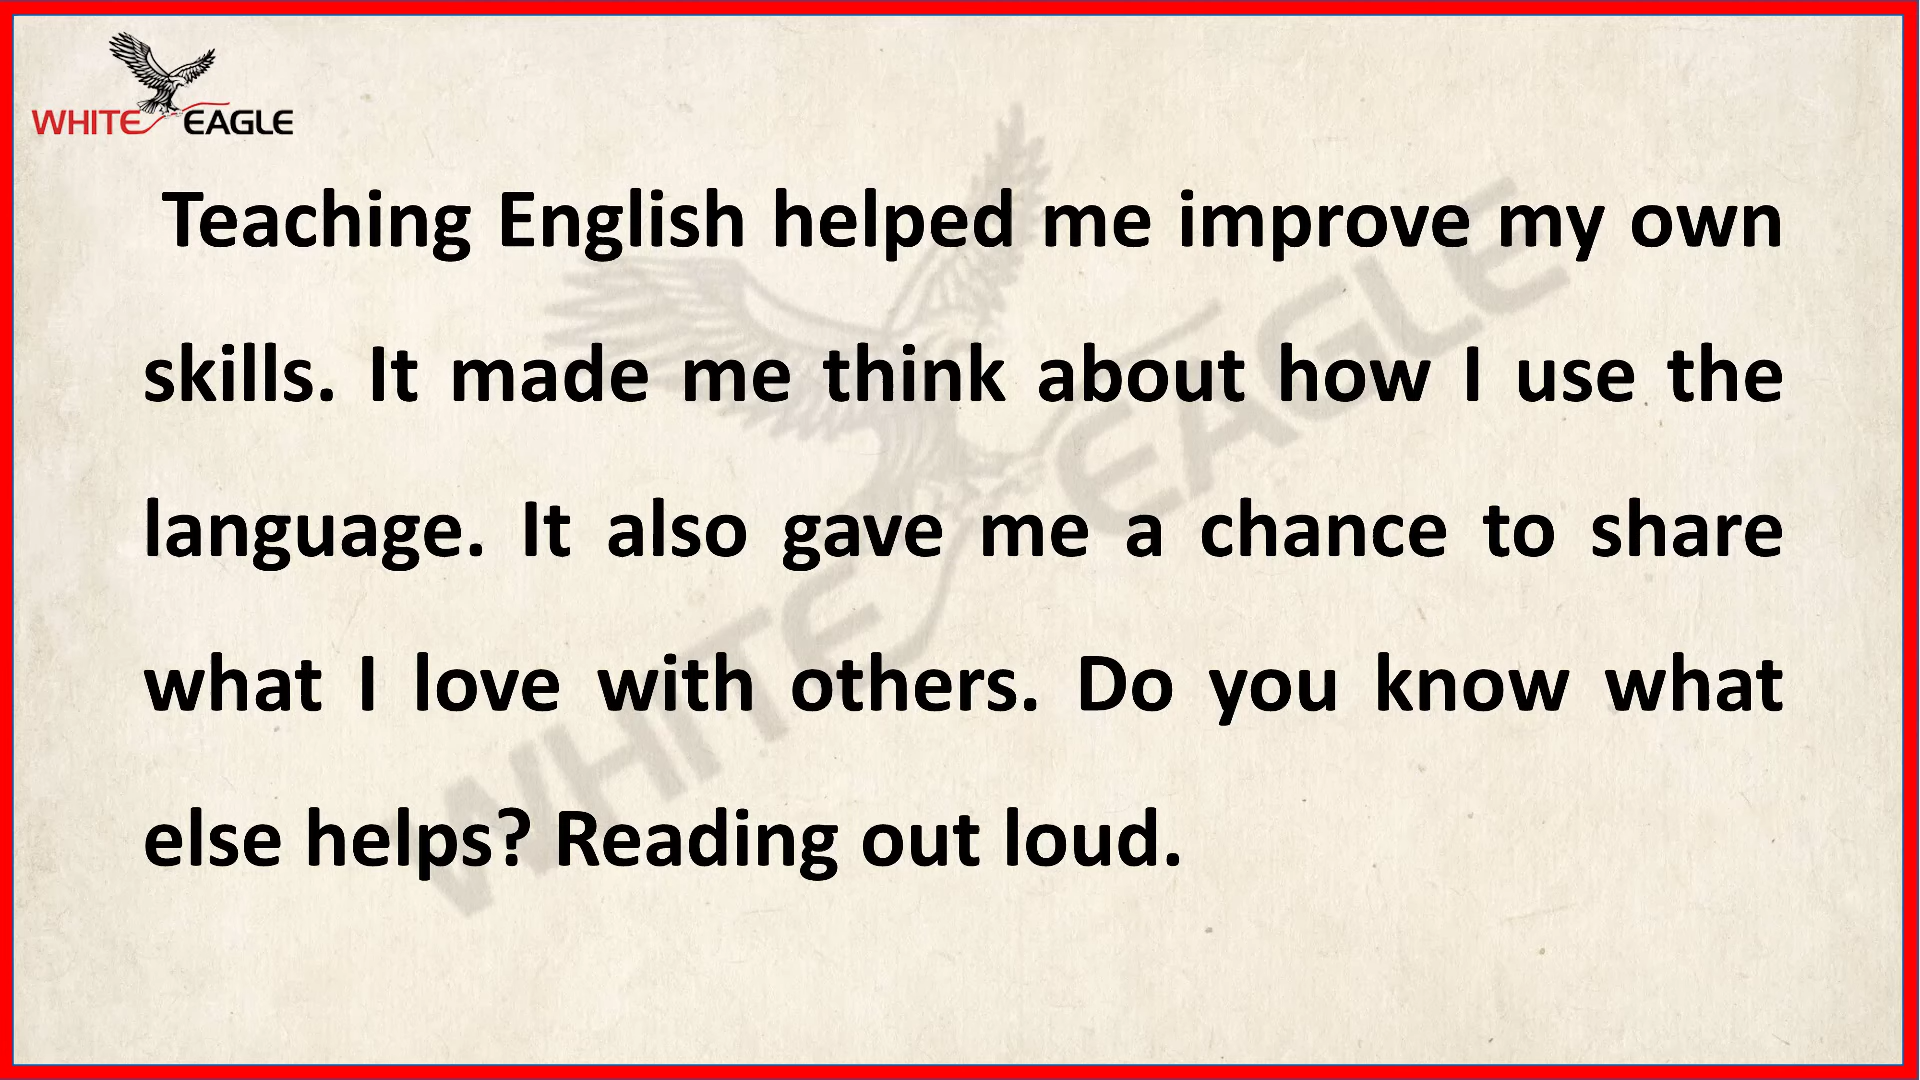 WHITE EAGLE
Teaching English helped me improve my own
skills. It made me think about how I use the
language. It also gave me a chance to share
what I love with others. Do you know what
else helps? Reading out loud.
WHITE EAGLE